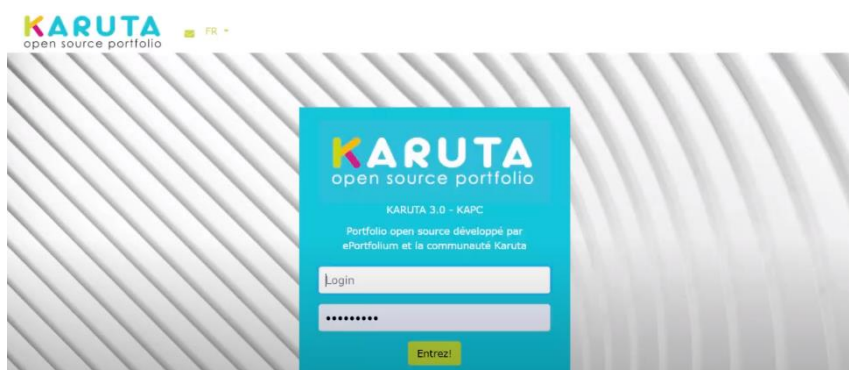 KARUTA
open source portfolio
FR
KARUTA
open source portfolio
KARUTA 3.0 - KAPC
Portfolio open source développé par
ePortfolium et la communauté Karuta
Login
•••••••••
Entrez!